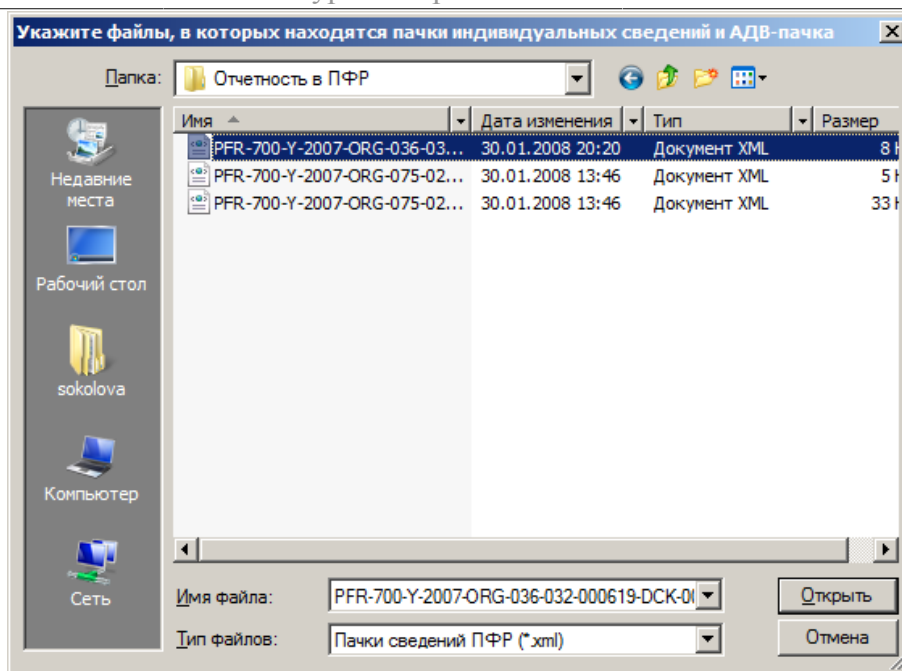 Укажите файлы, в которых находятся пачки индивидуальных сведений и АДВ-пачка
Папка: Отчетность в ПФР
Имя Дата изменения Тип Размер
PFR-700-Y-2007-ORG-036-03... 30.01.2008 20:20 Документ XML 8
PFR-700-Y-2007-ORG-075-02... 30.01.2008 13:46 Документ XML 5
PFR-700-Y-2007-ORG-075-02... 30.01.2008 13:46 Документ XML 33
Недавние
места
Рабочий стол
sokolova
Компьютер
Сеть
Имя файла: PFR-700-Y-2007-ORG-036-032-000619-DCK-0 Открыть
Тип файлов: Пачки сведений ПФР (*.xml) Отмена